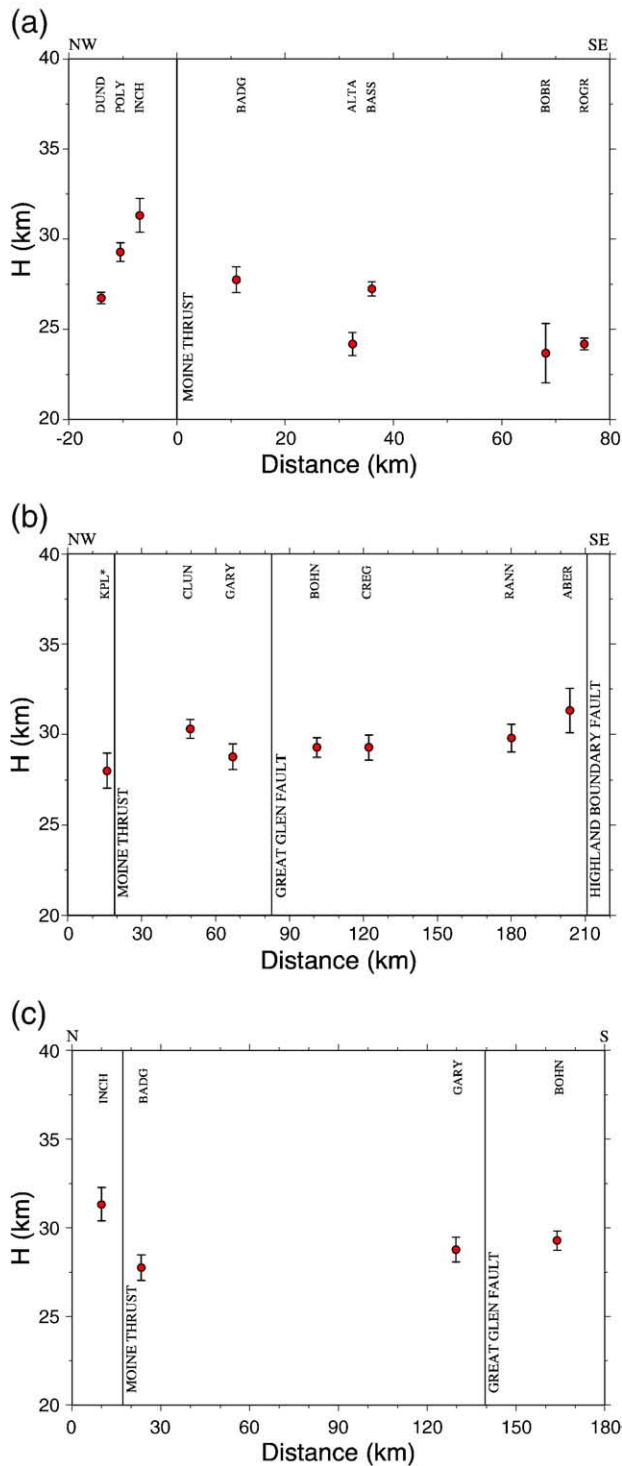 (a)
NW SE
DUND POLY INCH BADG ALTA BASS BOBR ROGR
40
35
30
25
20
H (km)
MOINE THRUST
-20 0 20 40 60 80
Distance (km)
(b)
NW SE
KPL* CLUN GARY BOHN CREG RANN ABER
40
35
30
25
20
H (km)
MOINE THRUST
GREAT GLEN FAULT
HIGHLAND BOUNDARY FAULT
0 30 60 90 120 150 180 210
Distance (km)
(c)
N S
INCH BADG GARY BOHN
40
35
30
25
20
H (km)
MOINE THRUST
GREAT GLEN FAULT
0 30 60 90 120 150 180
Distance (km)